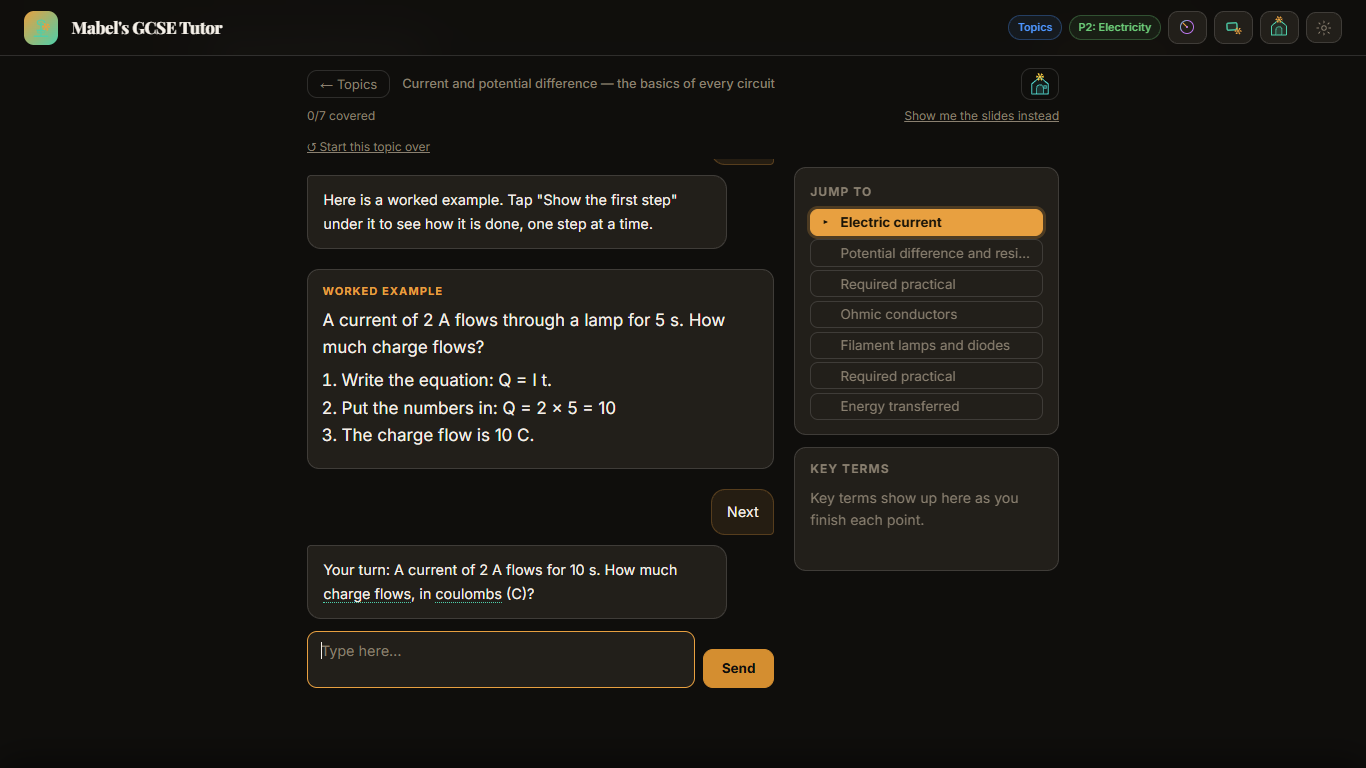 Mabel's GCSE Tutor
Topics
P2: Electricity
← Topics
Current and potential difference — the basics of every circuit
0/7 covered
Show me the slides instead
↺ Start this topic over
Here is a worked example. Tap "Show the first step"
under it to see how it is done, one step at a time.
WORKED EXAMPLE
A current of 2 A flows through a lamp for 5 s. How
much charge flows?
1. Write the equation: Q = I t.
2. Put the numbers in: Q = 2 × 5 = 10
3. The charge flow is 10 C.
Next
Your turn: A current of 2 A flows for 10 s. How much
charge flows, in coulombs (C)?
Type here...
Send
JUMP TO
‣ Electric current
Potential difference and resi...
Required practical
Ohmic conductors
Filament lamps and diodes
Required practical
Energy transferred
KEY TERMS
Key terms show up here as you
finish each point.